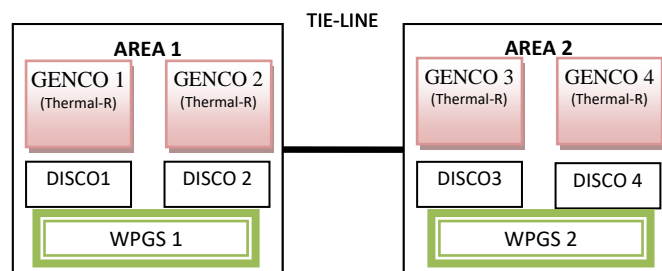 TIE-LINE
AREA 1
GENCO 1
(Thermal-R)
GENCO 2
(Thermal-R)
DISCO1
DISCO 2
WPGS 1
AREA 2
GENCO 3
(Thermal-R)
GENCO 4
(Thermal-R)
DISCO3
DISCO 4
WPGS 2